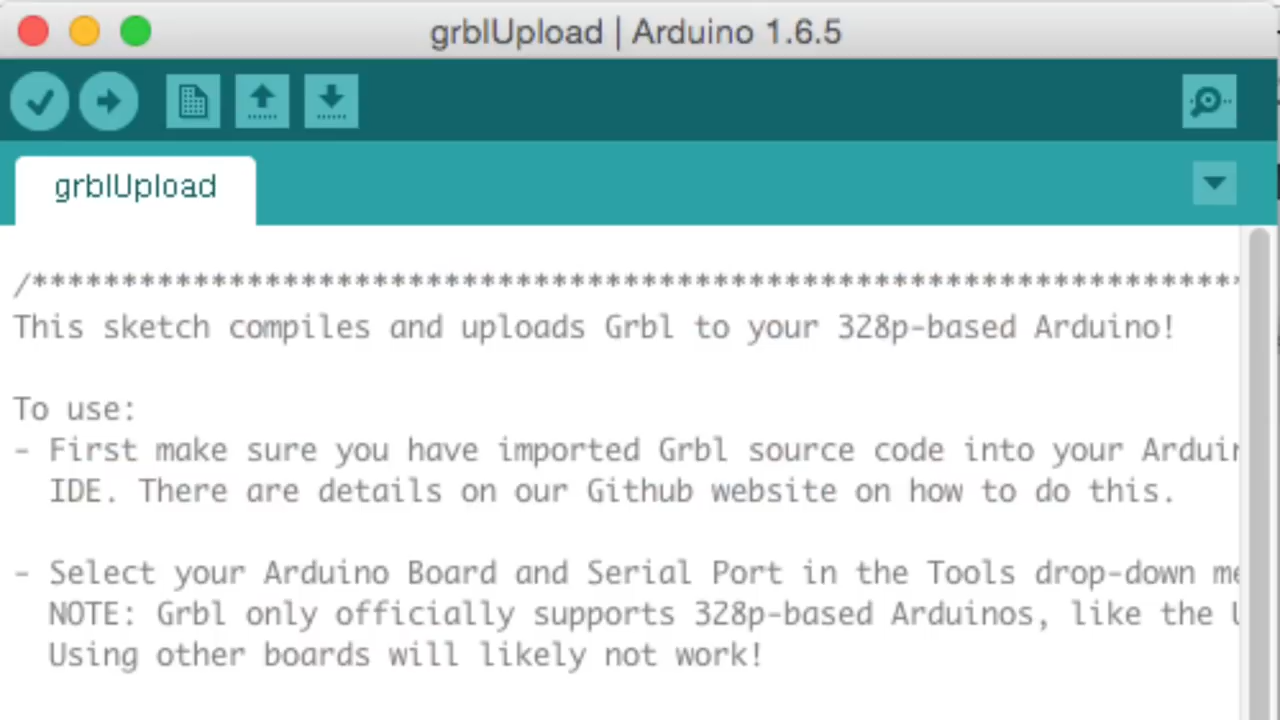 grblUpload | Arduino 1.6.5
grblUpload
/*******************************************************************
This sketch compiles and uploads Grbl to your 328p-based Arduino!
To use:
- First make sure you have imported Grbl source code into your
IDE. There are details on our Github website on how to do this.
- Select your Arduino Board and Serial Port in the Tools drop-down
NOTE: Grbl only officially supports 328p-based Arduinos, like the
Using other boards will likely not work!